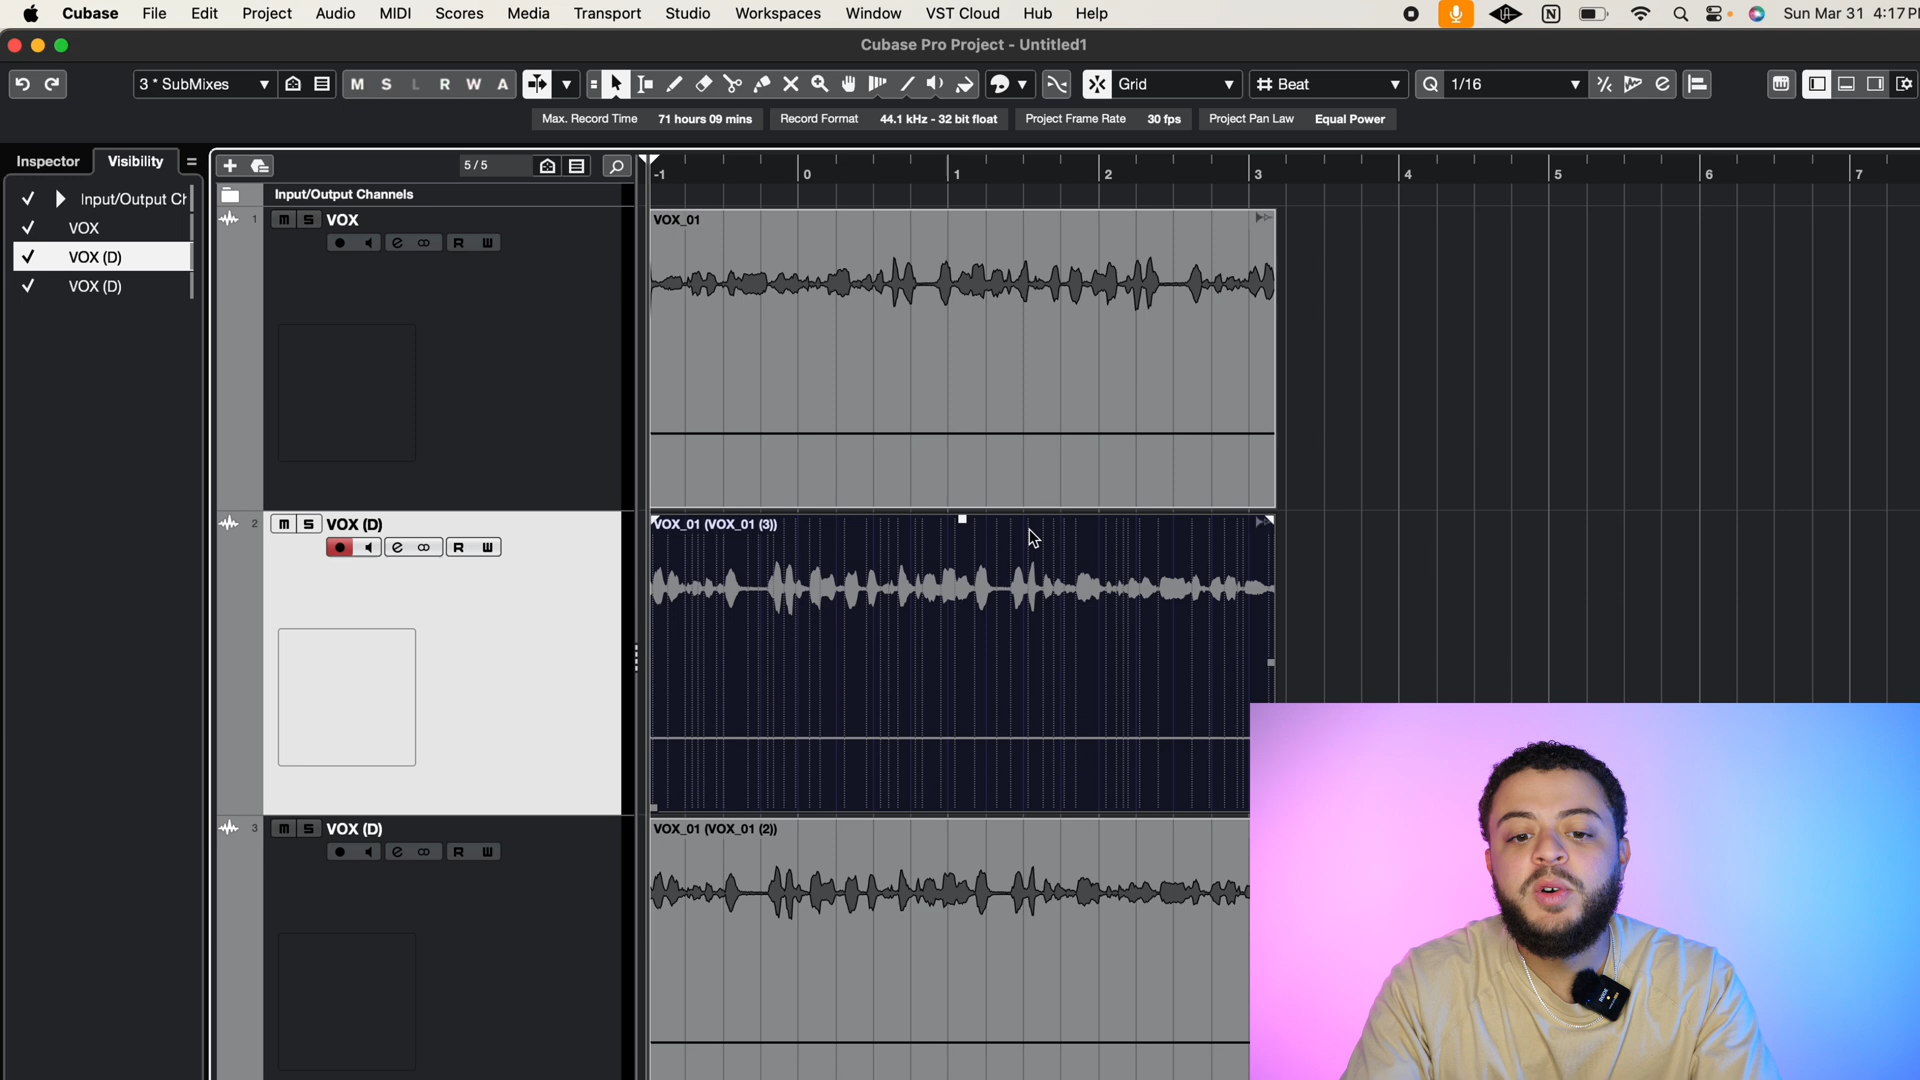 Cubase File Edit Project Audio MIDI Scores Media Transport Studio Workspaces Window VST Cloud Hub Help Sun Mar 31 4:17P
Cubase Pro Project - Untitled1
3 * SubMixes M S L R W A Grid Beat Q 1/16
Max. Record Time 71 hours 09 mins Record Format 44.1 kHz - 32 bit float Project Frame Rate 30 fps Project Pan Law Equal Power
Inspector Visibility 5 / 5
-1 0 1 2 3 4 5 6 7
Input/Output Ch
VOX
VOX (D)
VOX (D)
Input/Output Channels
1 m S VOX
R W
VOX_01
2 m S VOX (D)
R W
VOX_01 (VOX_01 (3))
3 m S VOX (D)
R W
VOX_01 (VOX_01 (2))